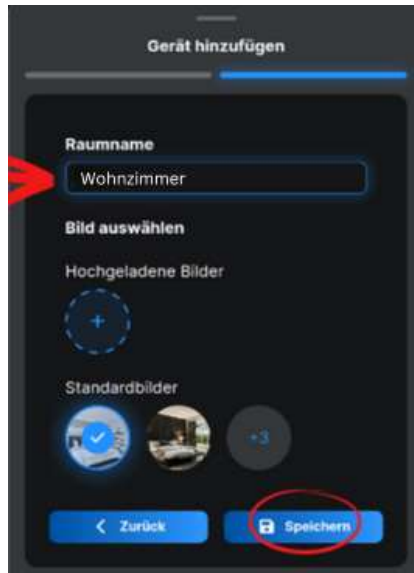 Gerät hinzufügen
Raumname
Wohnzimmer
Bild auswählen
Hochgeladene Bilder
+
Standardbilder
+3
Zurück
Speichern